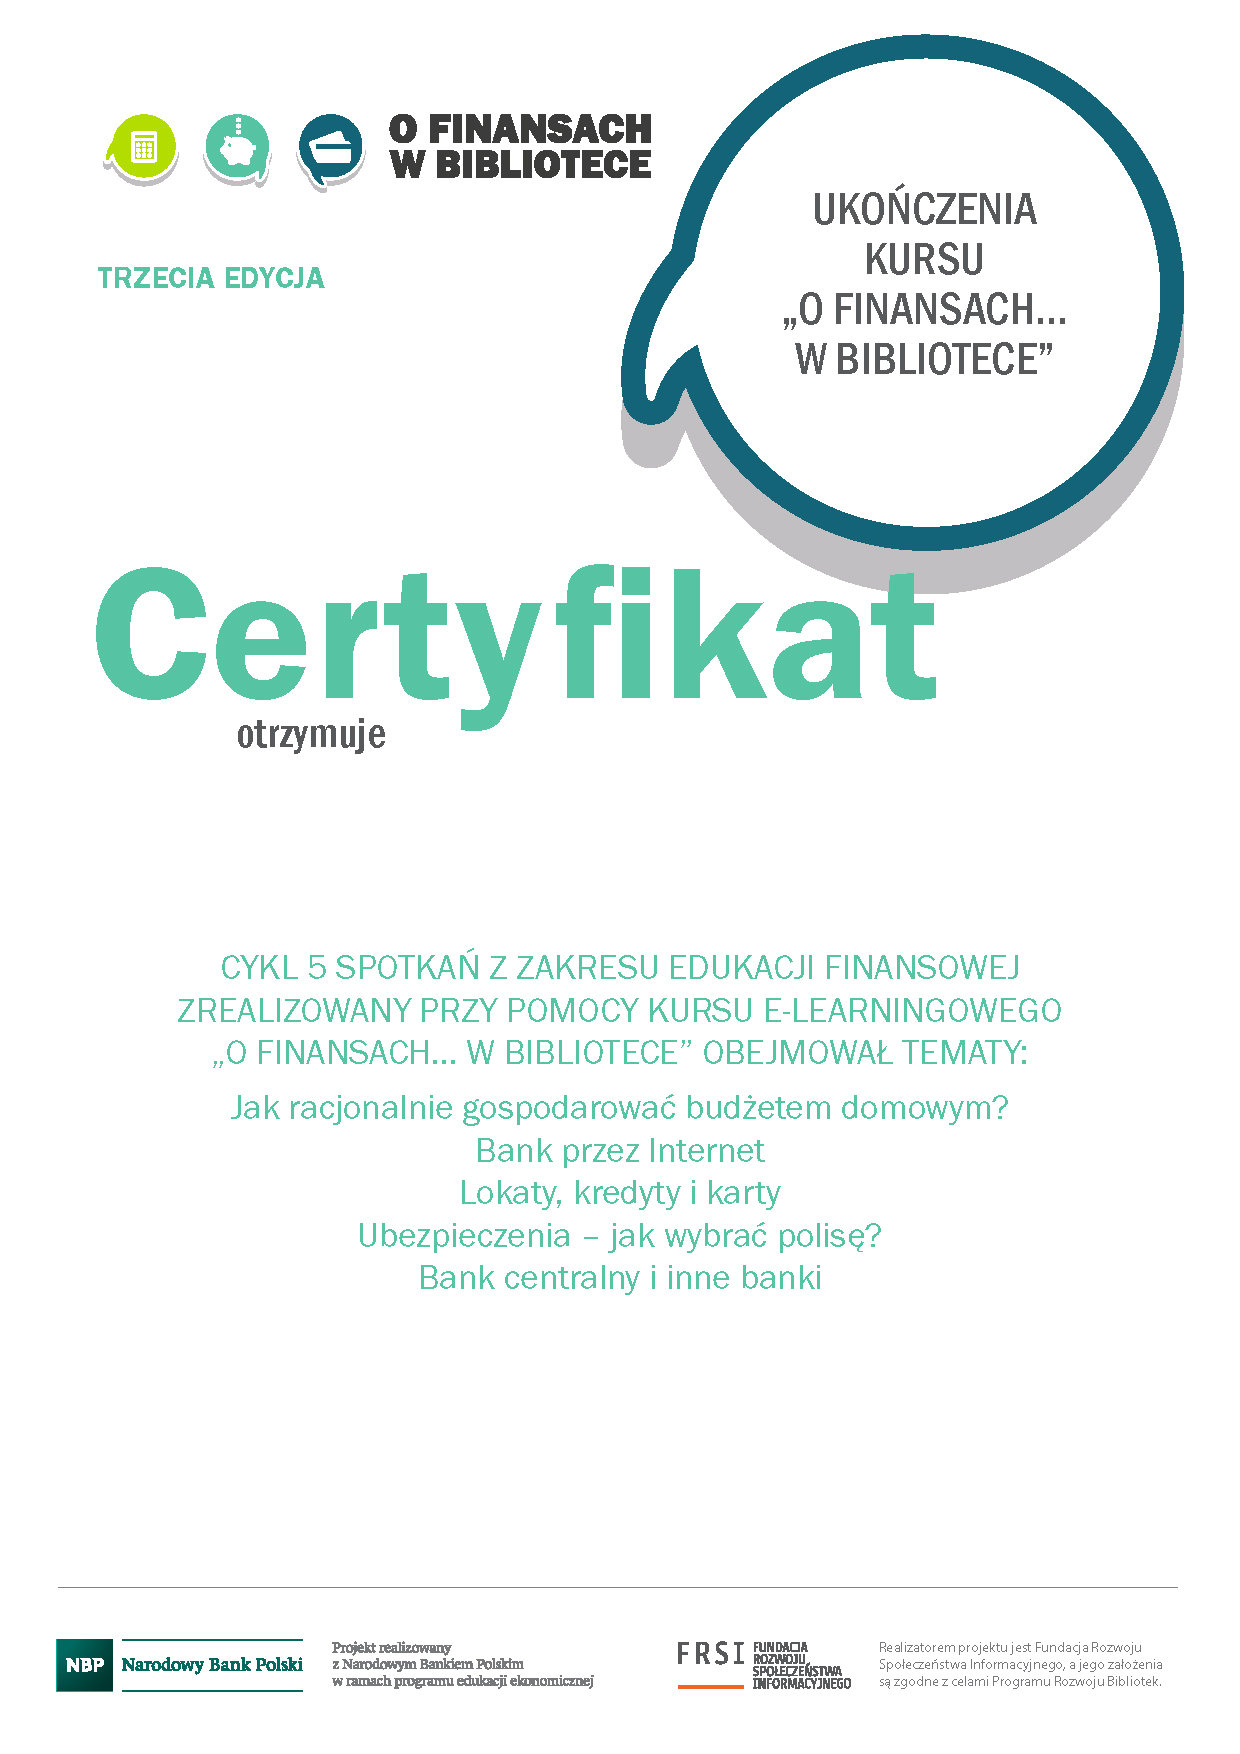 O FINANSACH
W BIBLIOTECE
TRZECIA EDYCJA
UKOŃCZENIA
KURSU
„O FINANSACH...
W BIBLIOTECE”
Certyfikat
otrzymuje
CYKL 5 SPOTKAŃ Z ZAKRESU EDUKACJI FINANSOWEJ
ZREALIZOWANY PRZY POMOCY KURSU E-LEARNINGOWEGO
„O FINANSACH... W BIBLIOTECE” OBEJMOWAŁ TEMATY:
Jak racjonalnie gospodarować budżetem domowym?
Bank przez Internet
Lokaty, kredyty i karty
Ubezpieczenia – jak wybrać polisę?
Bank centralny i inne banki
NBP Narodowy Bank Polski
Projekt realizowany
z Narodowym Bankiem Polskim
w ramach programu edukacji ekonomicznej
FRSI
FUNDACJA
ROZWOJU
SPOŁECZEŃSTWA
INFORMACYJNEGO
Realizatorem projektu jest Fundacja Rozwoju
Społeczeństwa Informacyjnego, a jego założenia
są zgodne z celami Programu Rozwoju Bibliotek.